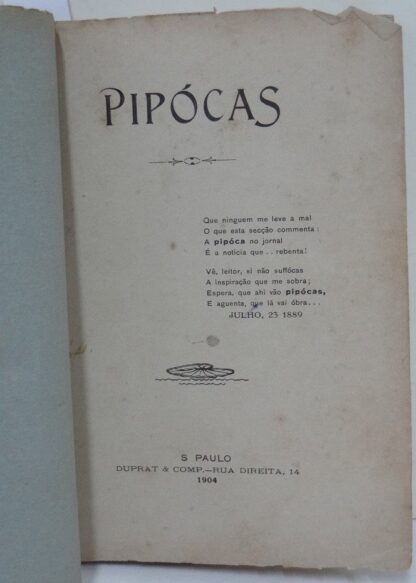 PIPÓCAS
Que ninguem me leve a mal
O que esta secção commenta:
A pipóca no jornal
É a noticia que.. rebenta!
Vê, leitor, si não suffócas
A inspiração que me sobra;
Espera, que ahi vão pipócas,
E aguenta, que lá vai óbra...
JULHO, 23 1889
S PAULO
DUPRAT & COMP.—RUA DIREITA, 14
1904